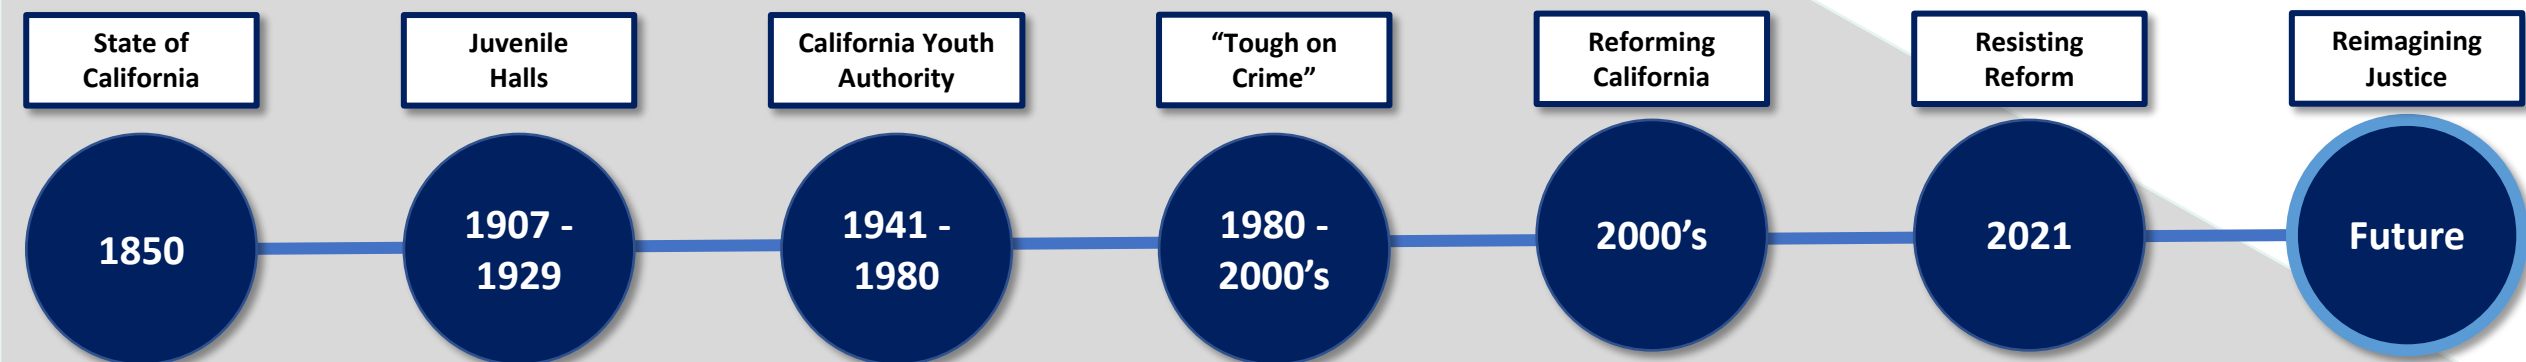 State of
California
Juvenile
Halls
California Youth
Authority
“Tough on
Crime”
Reforming
California
Resisting
Reform
Reimagining
Justice
1850
1907 -
1929
1941 -
1980
1980 -
2000’s
2000’s
2021
Future